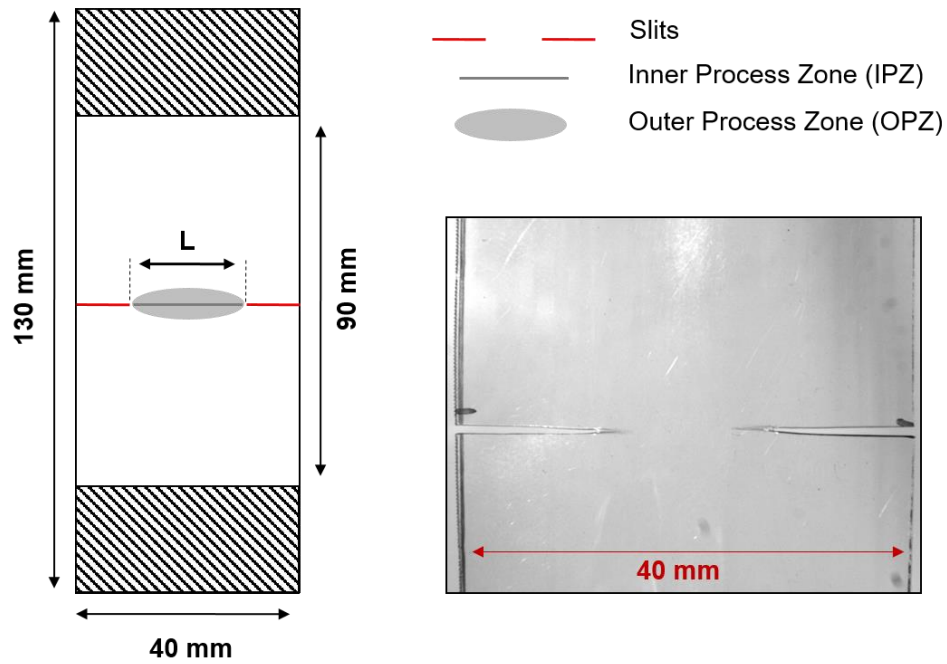 Slits
Inner Process Zone (IPZ)
Outer Process Zone (OPZ)
L
130 mm
90 mm
40 mm
40 mm